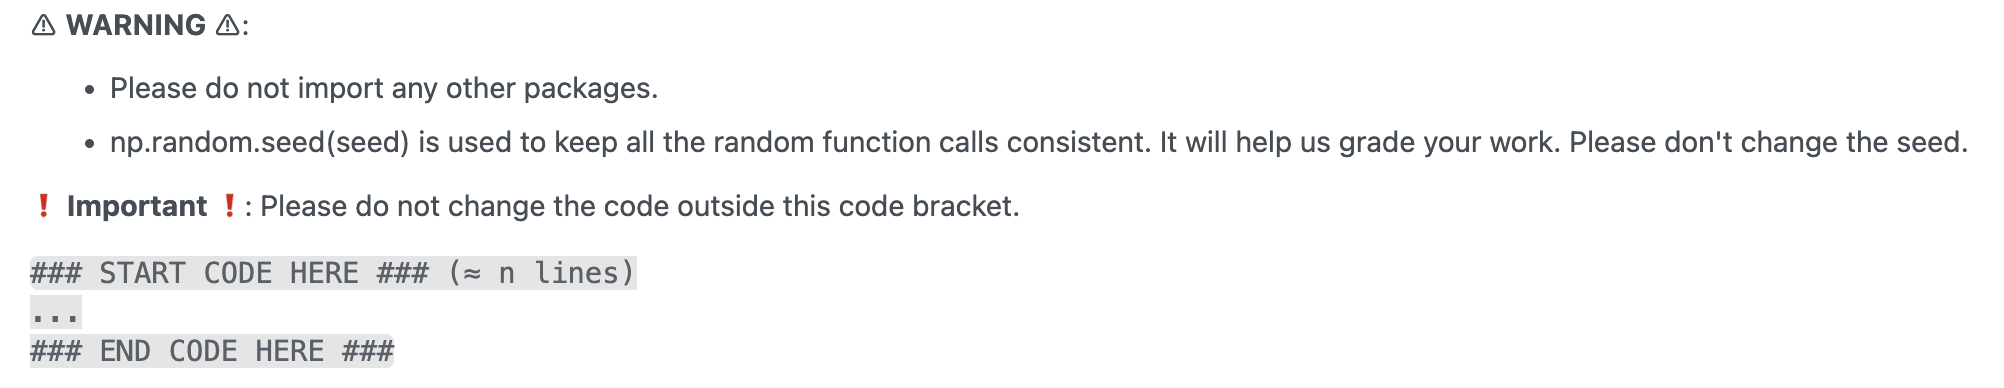 ⚠ WARNING ⚠:
• Please do not import any other packages.
• np.random.seed(seed) is used to keep all the random function calls consistent. It will help us grade your work. Please don't change the seed.
❗ Important ❗: Please do not change the code outside this code bracket.
### START CODE HERE ### (≈ n lines)
...
### END CODE HERE ###